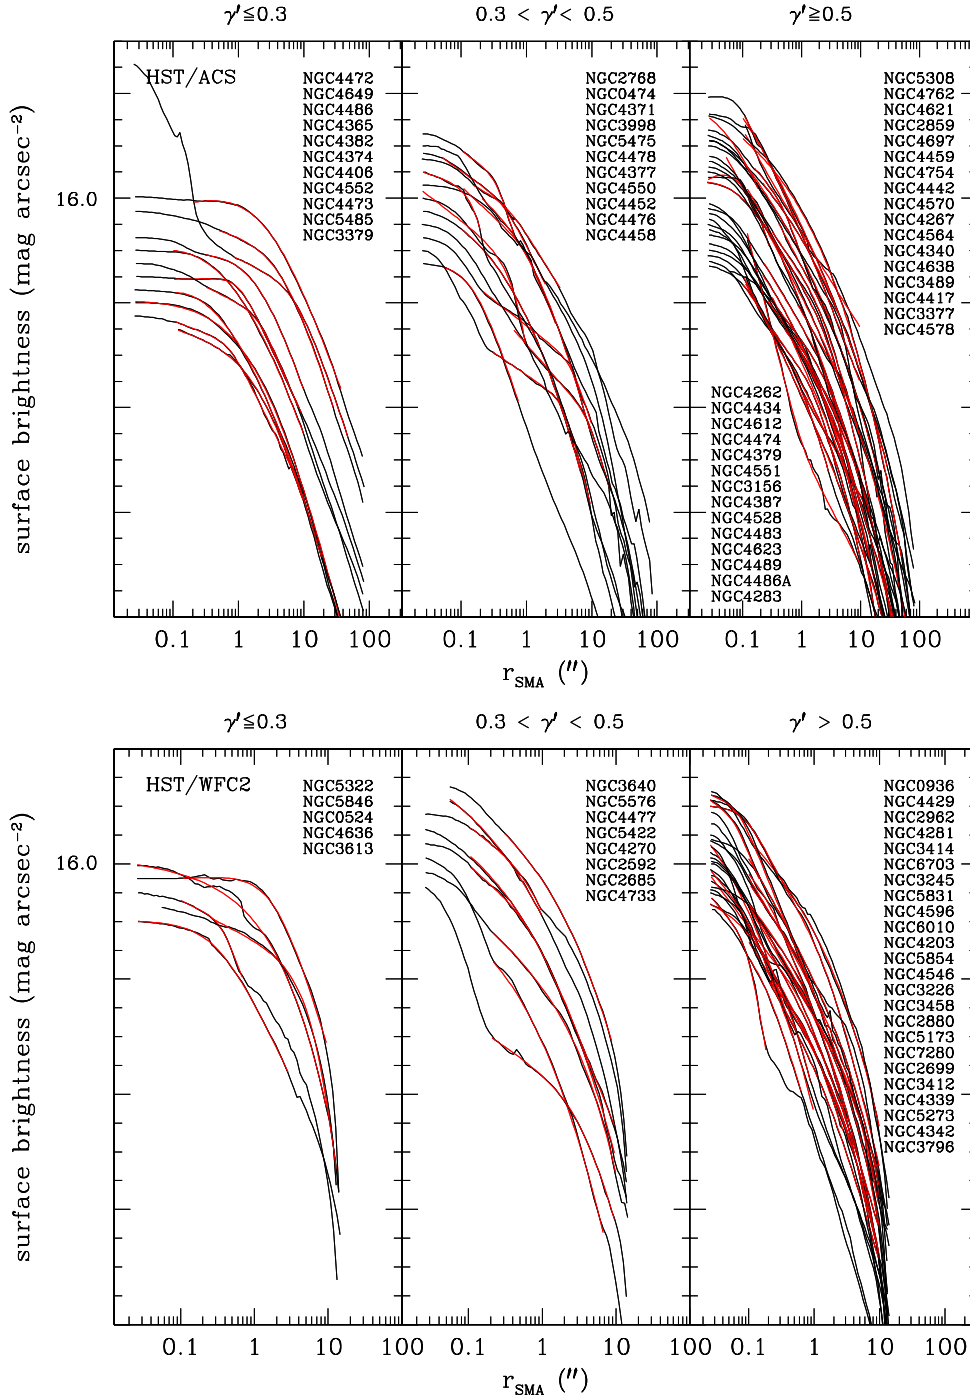 γ′≦0.3
0.3 < γ′< 0.5
γ′≧0.5
HST/ACS
NGC4472
NGC4649
NGC4486
NGC4365
NGC4382
NGC4374
NGC4406
NGC4552
NGC4473
NGC5485
NGC3379
NGC2768
NGC0474
NGC4371
NGC3998
NGC5475
NGC4478
NGC4377
NGC4550
NGC4452
NGC4476
NGC4458
NGC5308
NGC4762
NGC4621
NGC2859
NGC4697
NGC4459
NGC4754
NGC4442
NGC4570
NGC4267
NGC4564
NGC4340
NGC4638
NGC3489
NGC4417
NGC3377
NGC4578
NGC4262
NGC4434
NGC4612
NGC4474
NGC4379
NGC4551
NGC3156
NGC4387
NGC4528
NGC4483
NGC4623
NGC4489
NGC4486A
NGC4283
16.0
surface brightness (mag arcsec−2)
0.1 1 10 100
0.1 1 10 100
0.1 1 10 100
rSMA (″)
γ′≦0.3
0.3 < γ′ < 0.5
γ′ > 0.5
HST/WFC2
NGC5322
NGC5846
NGC0524
NGC4636
NGC3613
NGC3640
NGC5576
NGC4477
NGC5422
NGC4270
NGC2592
NGC2685
NGC4733
NGC0936
NGC4429
NGC2962
NGC4281
NGC3414
NGC6703
NGC3245
NGC5831
NGC4596
NGC6010
NGC4203
NGC5854
NGC4546
NGC3226
NGC3458
NGC2880
NGC5173
NGC7280
NGC2699
NGC3412
NGC4339
NGC5273
NGC4342
NGC3796
16.0
surface brightness (mag arcsec−2)
0.1 1 10 100.1 1 10 100.1 1 10 100
rSMA (″)